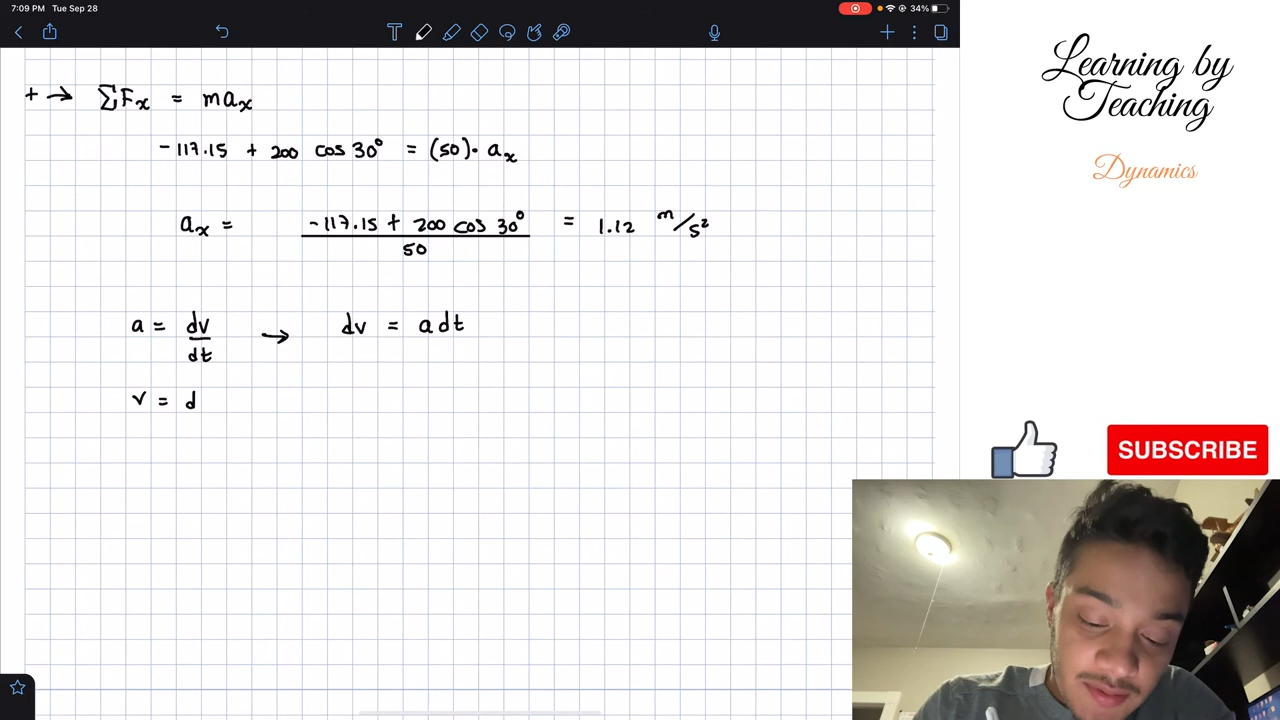 7:09 PM Tue Sep 28
34%
+ → ΣFx = max
-117.15 + 200 cos 30° = (50)· ax
ax = -117.15 + 200 cos 30° / 50 = 1.12 m/s²
a = dv/dt → dv = a dt
v = d
Learning by
Teaching
Dynamics
SUBSCRIBE